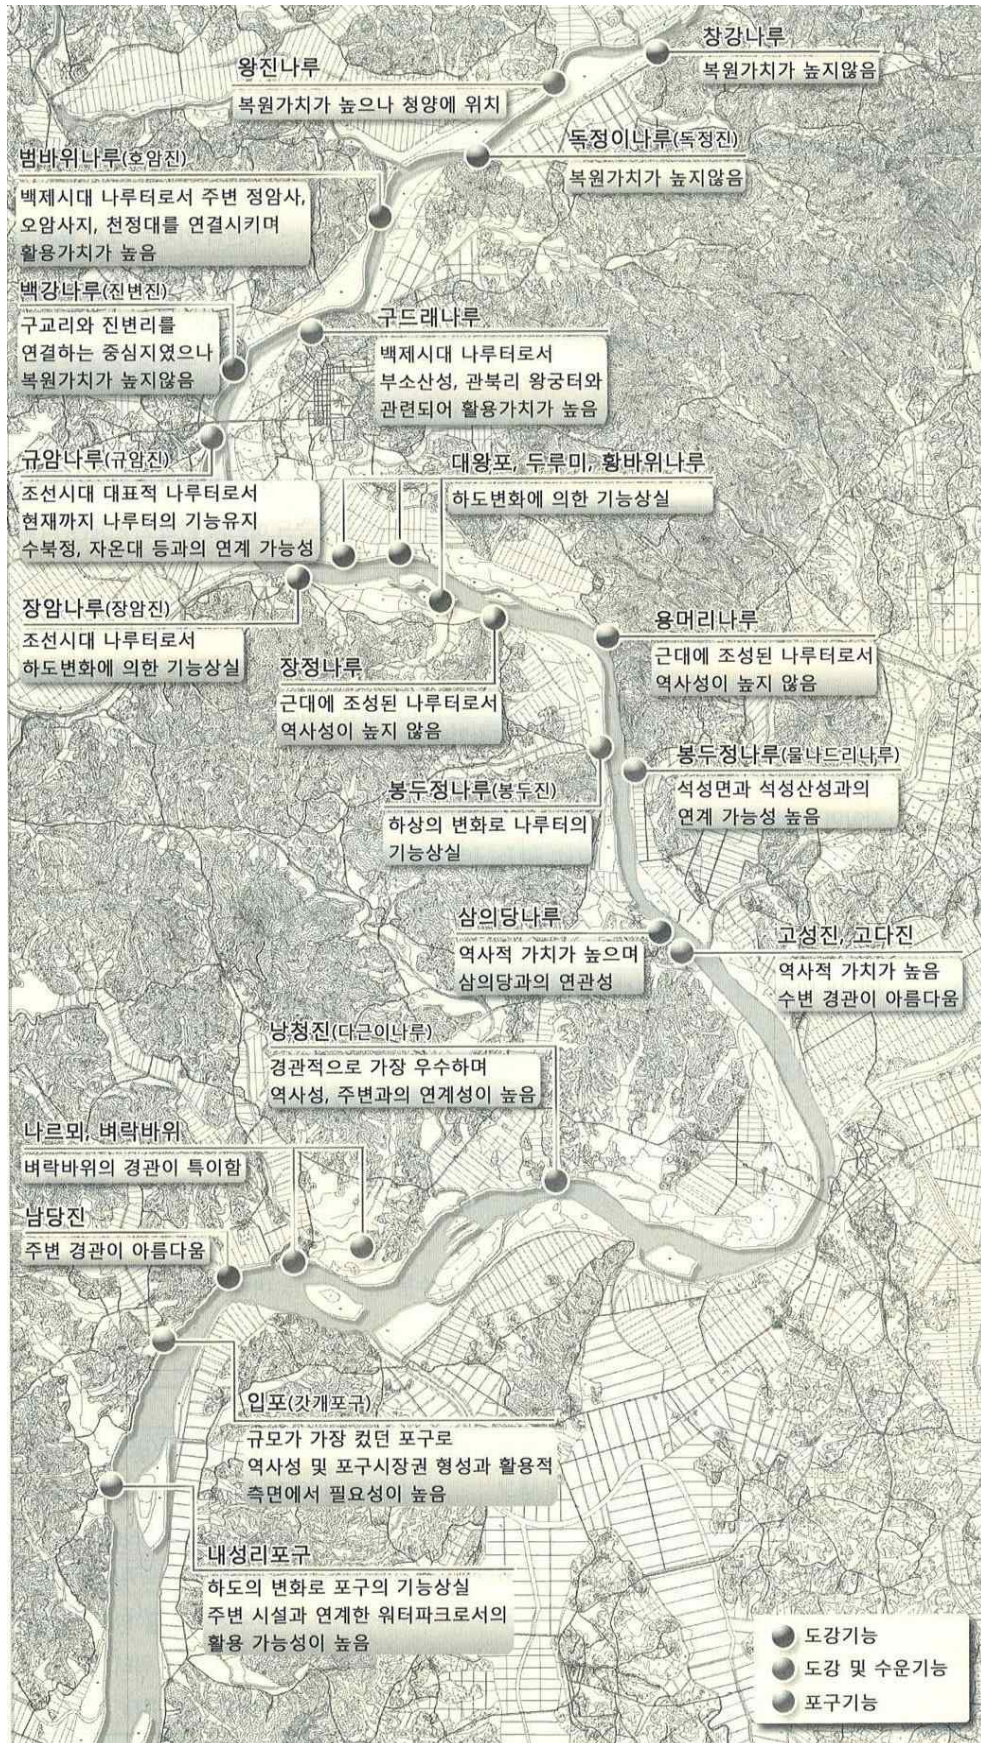 창강나루
복원가치가 높지않음
왕진나루
복원가치가 높으나 청양에 위치
독정이나루(독정진)
복원가치가 높지않음
범바위나루(호암진)
백제시대 나루터로서 주변 정암사,
오암사지, 천정대를 연결시키며
활용가치가 높음
백강나루(진변진)
구교리와 진변리를
연결하는 중심지였으나
복원가치가 높지않음
구드래나루
백제시대 나루터로서
부소산성, 관북리 왕궁터와
관련되어 활용가치가 높음
규암나루(규암진)
조선시대 대표적 나루터로서
현재까지 나루터의 기능유지
수북정, 자온대 등과의 연계 가능성
대왕포, 두루미, 황바위나루
하도변화에 의한 기능상실
장암나루(장암진)
조선시대 나루터로서
하도변화에 의한 기능상실
장정나루
근대에 조성된 나루터로서
역사성이 높지 않음
용머리나루
근대에 조성된 나루터로서
역사성이 높지 않음
봉두정나루(물나드리나루)
석성면과 석성산성과의
연계 가능성 높음
봉두정나루(봉두진)
하상의 변화로 나루터의
기능상실
삼의당나루
역사적 가치가 높으며
삼의당과의 연관성
고성진, 고다진
역사적 가치가 높음
수변 경관이 아름다움
낭청진(다근이나루)
경관적으로 가장 우수하며
역사성, 주변과의 연계성이 높음
나르뫼, 벼락바위
벼락바위의 경관이 특이함
남당진
주변 경관이 아름다움
입포(갓개포구)
규모가 가장 컸던 포구로
역사성 및 포구시장권 형성과 활용적
측면에서 필요성이 높음
내성리포구
하도의 변화로 포구의 기능상실
주변 시설과 연계한 워터파크로서의
활용 가능성이 높음
도강기능
도강 및 수운기능
포구기능